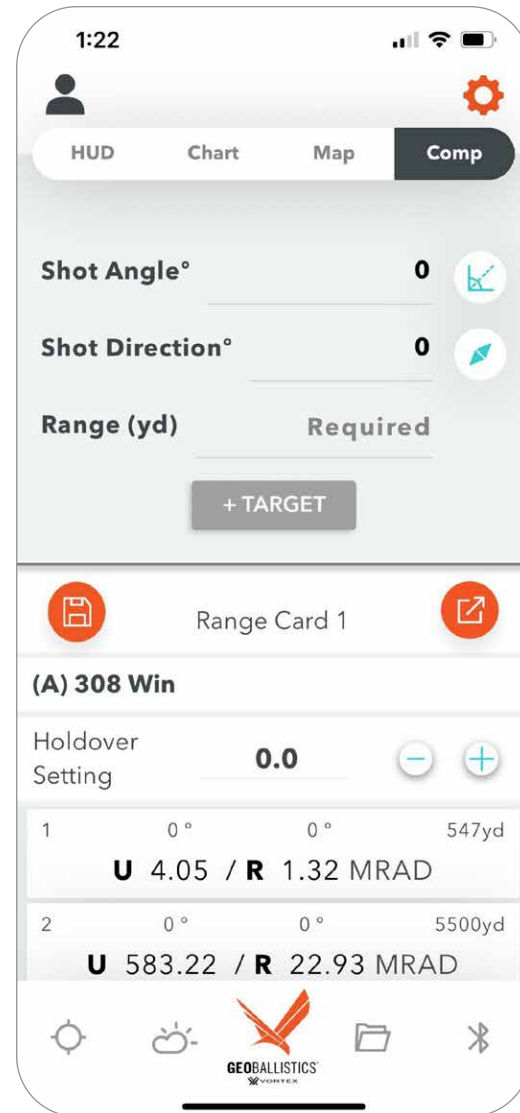 1:22
HUD Chart Map Comp
Shot Angle° 0
Shot Direction° 0
Range (yd) Required
+ TARGET
Range Card 1
(A) 308 Win
Holdover
Setting 0.0
1 0 ° 0 ° 547yd
U 4.05 / R 1.32 MRAD
2 0 ° 0 ° 5500yd
U 583.22 / R 22.93 MRAD
GEOBALLISTICS
VORTEX